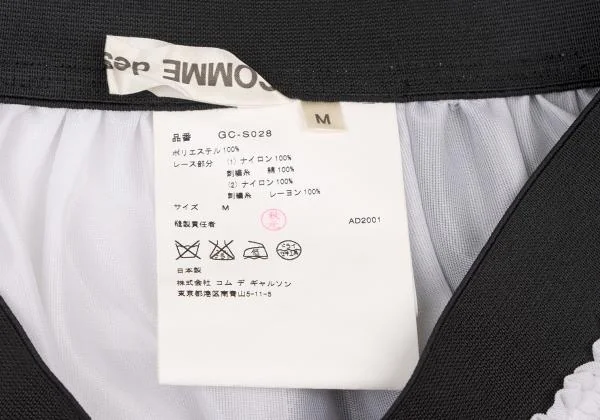 COMME des
M
品番 GC-S028
ポリエステル100%
レース部分 (1) ナイロン100%
刺繍糸 綿100%
(2) ナイロン100%
刺繍糸 レーヨン100%
サイズ M
縫製責任者 AD2001
日本製
株式会社 コム デ ギャルソン
東京都港区南青山5-11-5